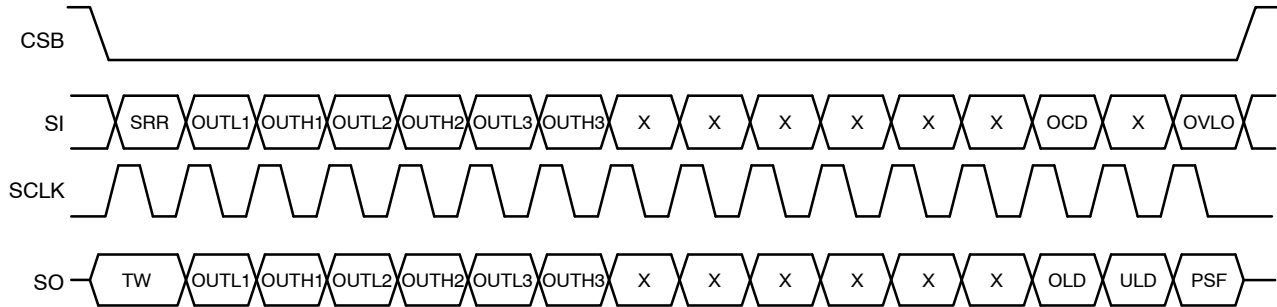 CSB
SI SRR OUTL1 OUTH1 OUTL2 OUTH2 OUTL3 OUTH3 X X X X X X OCD X OVLO
SCLK
SO TW OUTL1 OUTH1 OUTL2 OUTH2 OUTL3 OUTH3 X X X X X X OLD ULD PSF